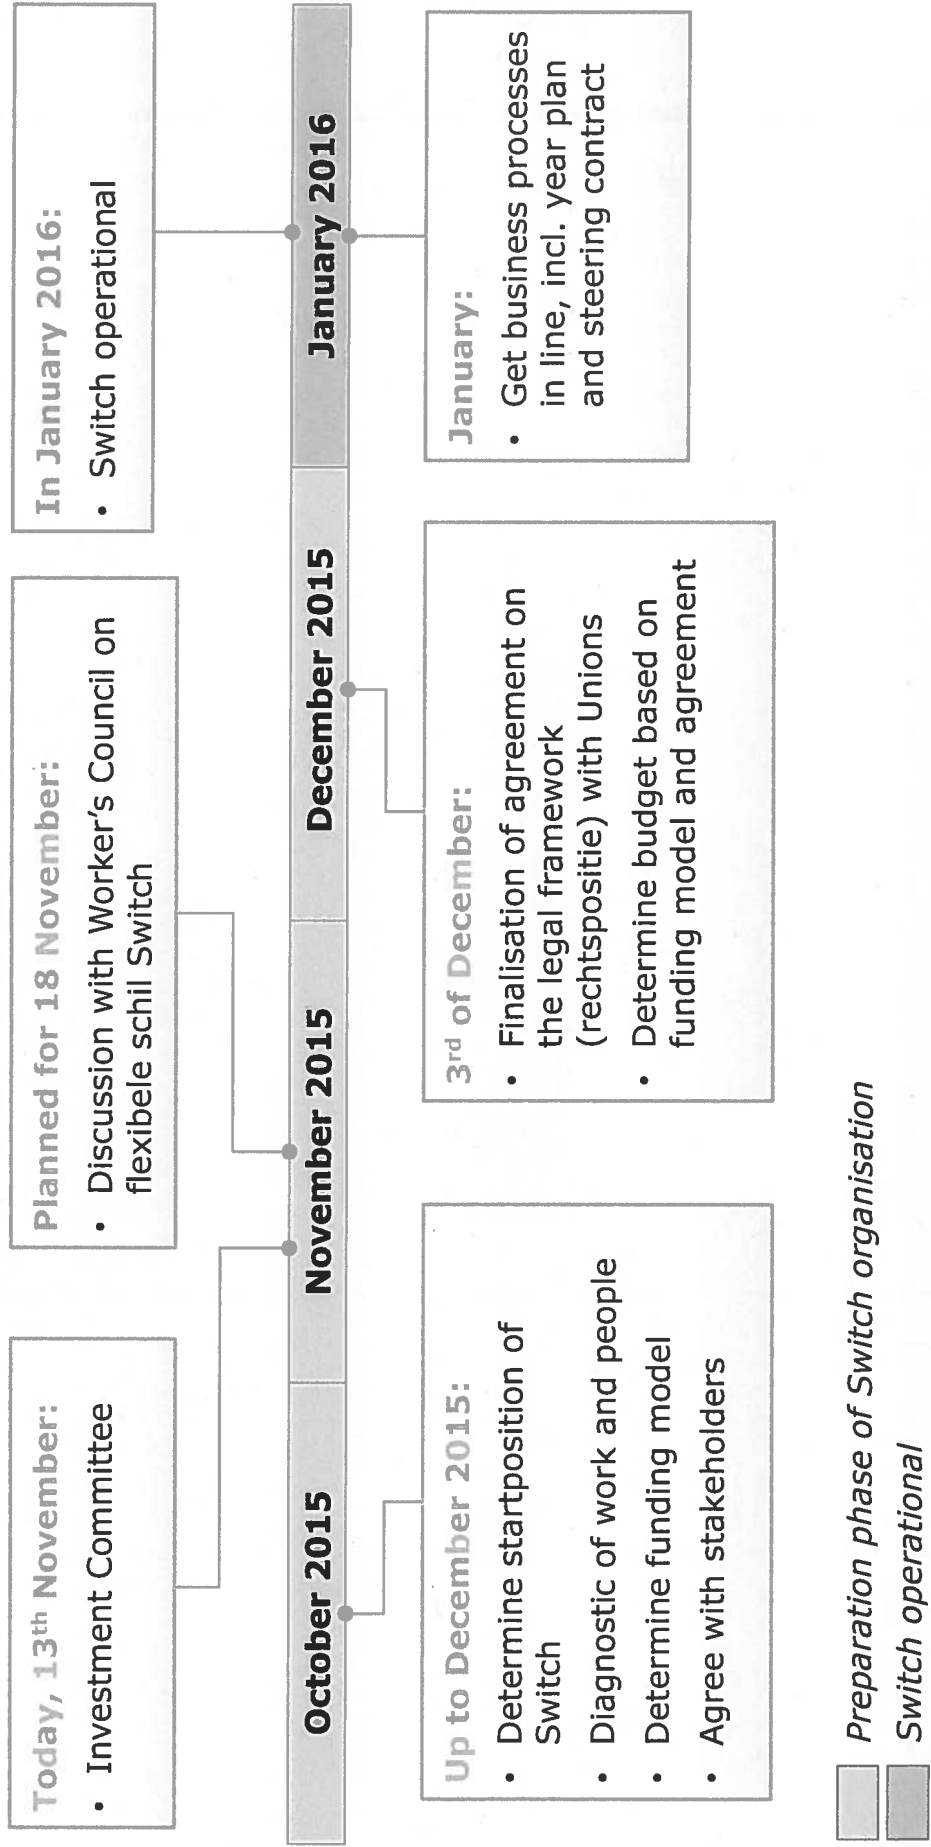 Today, 13th November:
• Investment Committee
Planned for 18 November:
• Discussion with Worker's Council on
flexibele schil Switch
In January 2016:
• Switch operational
October 2015
November 2015
December 2015
January 2016
Up to December 2015:
• Determine startposition of
Switch
• Diagnostic of work and people
• Determine funding model
• Agree with stakeholders
3rd of December:
• Finalisation of agreement on
the legal framework
(rechtspositie) with Unions
• Determine budget based on
funding model and agreement
January:
• Get business processes
in line, incl. year plan
and steering contract
Preparation phase of Switch organisation
Switch operational